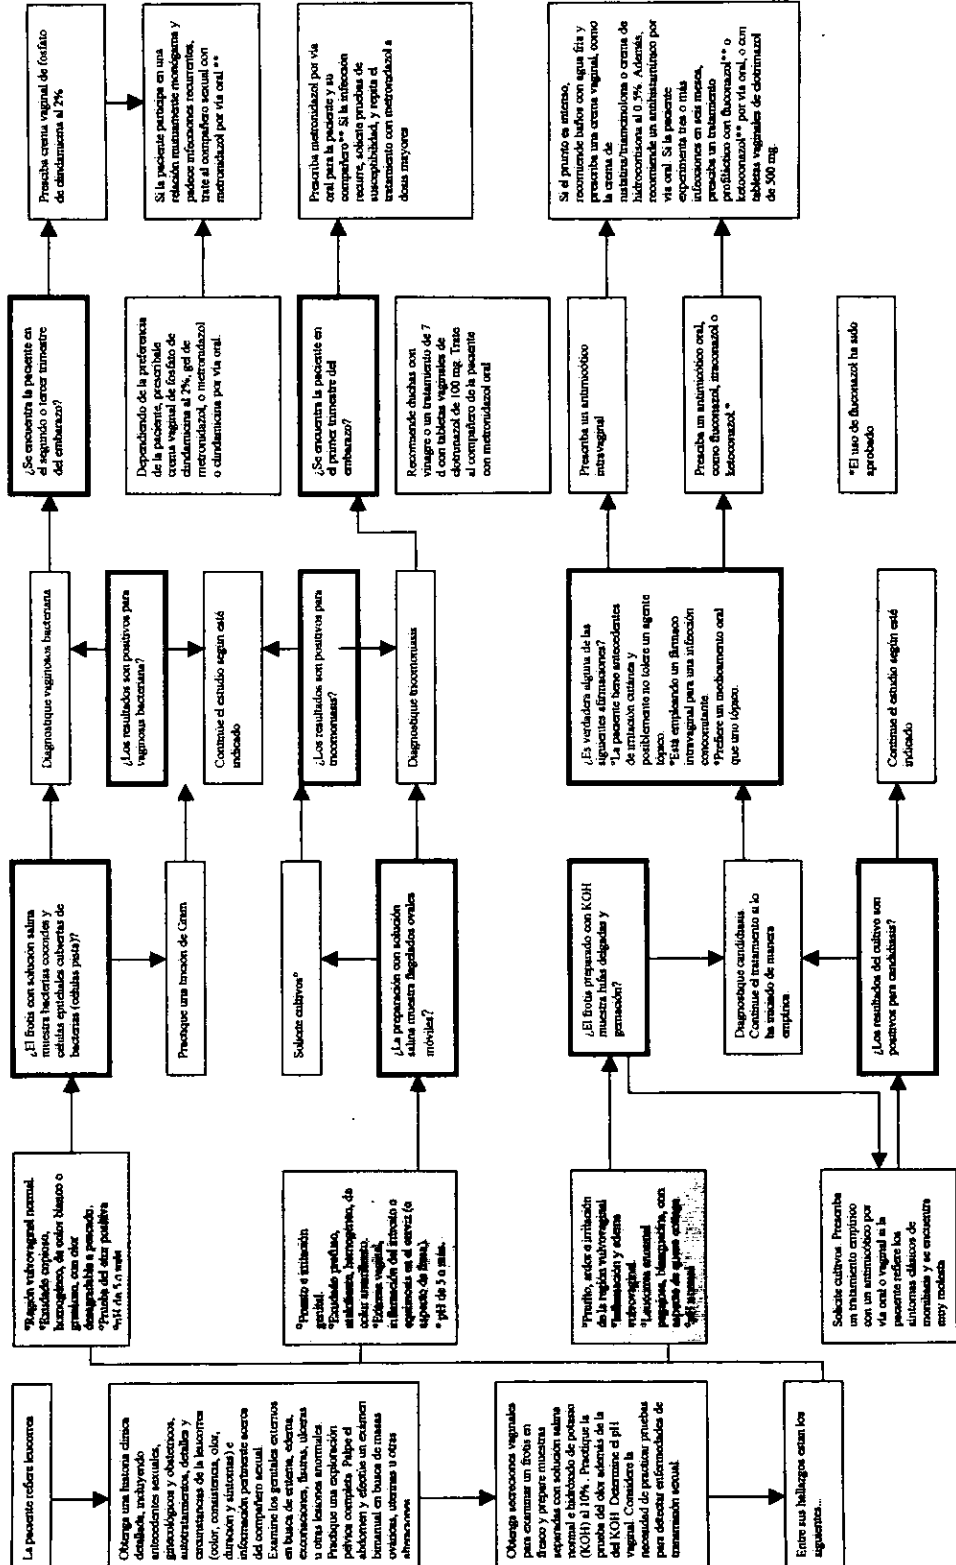 La paciente refiere leucorrea
Obtenga una historia clínica
detallada, incluyendo
antecedentes sexuales,
ginecológicos y obstétricos,
autotratamientos, detalles y
circunstancias de la leucorrea
(color, consistencia, olor,
duración y síntomas) e
información pertinente acerca
del compañero sexual.
Examine los genitales externos
en busca de eritema, edema,
excoriaciones, fisuras, úlceras
u otras lesiones anormales.
Practique una exploración
pélvica completa. Palpe el
abdomen y efectúe un exámen
bimanual en busca de masas
ováricas, uterinas u otras
alteraciones
Obtenga secreciones vaginales
para examinar un frotis en
fresco y prepare muestras
separadas con solución salina
normal e hidróxido de potasio
(KOH) al 10%. Practique la
prueba del olor además de la
del KOH. Determine el pH
vaginal. Considere la
necesidad de practicar pruebas
para detectar enfermedades de
transmisión sexual.
Entre sus hallazgos estan los
siguientes...
°Región vulvovaginal normal.
°Exudado copioso,
homogéneo, de color blanco o
grisáceo, con olor
desagradable a pescado.
°Prueba del olor positiva
°pH de 5 o más
°Prurito e irritación
genital.
°Exudado profuso,
maloliente, homogéneo, de
color amarillento.
°Edema vaginal,
inflamación del introito o
equimosis en el cérvix (o
aspecto de fresa).
° pH de 5 o más.
°Prurito, ardor e irritación
de la región vulvovaginal
°Inflamación y edema
vulvovaginal.
°Leucorrea anormal
pegajosa, blanquecina, con
aspecto de queso cottage.
°pH normal
Solicite cultivos. Prescriba
un tratamiento empírico
con un antimicótico por
vía oral o vaginal si la
paciente refiere los
síntomas clásicos de
moniliasis y se encuentra
muy molesta
¿El frotis con solución salina
muestra bacterias cocoides y
células epiteliales cubiertas de
bacterias (células pista)?
Practique una tinción de Gram
Solicite cultivos°
¿La preparación con solución
salina muestra flagelados ovales
móviles?
¿El frotis preparado con KOH
muestra hifas delgadas y
gemación?
Diagnostique candidiasis.
Continúe el tratamiento si lo
ha iniciado de manera
empírica.
¿Los resultados del cultivo son
positivos para candidiasis?
Diagnostique vaginosis bacteriana
¿Los resultados son positivos para
vaginosis bacteriana?
Continúe el estudio según esté
indicado
¿Los resultados son positivos para
tricomoniasis?
Diagnostique tricomoniasis
¿Es verdadera alguna de las
siguientes afirmaciones?
°La paciente tiene antecedentes
de irritación cutánea y
posiblemente no tolere un agente
tópico.
°Está empleando un fármaco
intravaginal para una infección
concomitante.
°Prefiere un medicamento oral
que uno tópico.
Continúe el estudio según esté
indicado
¿Se encuentra la paciente en
el segundo o tercer trimestre
del embarazo?
Dependiendo de la preferencia
de la paciente, prescríbale
crema vaginal de fosfato de
clindamicina al 2%, gel de
metronidazol, o metronidazol
o clindamicina por vía oral.
¿Se encuentra la paciente en
el primer trimestre del
embarazo?
Recomiende duchas con
vinagre o un tratamiento de 7
d con tabletas vaginales de
clotrimazol de 100 mg. Trate
al compañero de la paciente
con metronidazol oral
Prescriba un antimicótico
intravaginal
Prescriba un antimicótico oral,
como fluconazol, itraconazol o
ketoconazol.*
*El uso de fluconazol ha sido
aprobado
Prescriba crema vaginal de fosfato
de clindamicina al 2%
Si la paciente participa en una
relación mutuamente monógama y
padece infecciones recurrentes,
trate al compañero sexual con
metronidazol por vía oral **
Prescriba metronidazol por vía
oral para la paciente y su
compañero** Si la infección
recurre, solicite pruebas de
susceptibilidad, y repita el
tratamiento con metronidazol a
dosis mayores
Si el prurito es intenso,
recomiende baños con agua fría y
prescriba una crema vaginal, como
la crema de
nistatina/triamcinolona o crema de
hidrocortisona al 0.5%. Además,
recomiende un antihistamínico por
vía oral. Si la paciente
experimenta tres o más
infecciones en seis meses,
prescriba un tratamiento
profiláctico con fluconazol** o
ketoconazol** por vía oral, o con
tabletas vaginales de clotrimazol
de 500 mg.